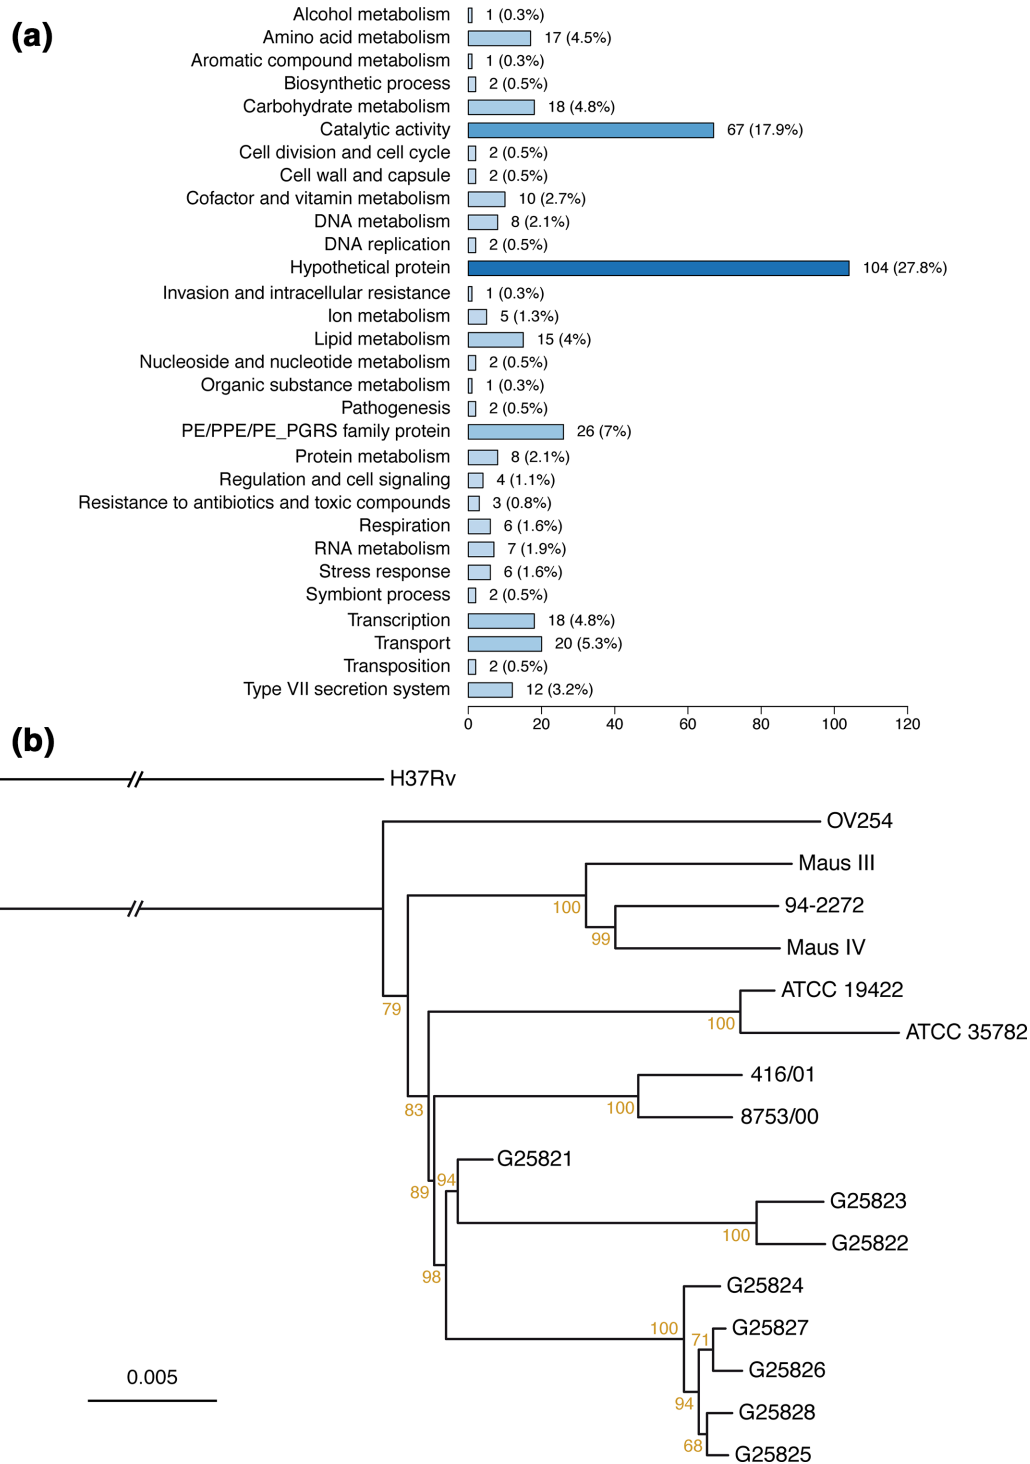 (a)
Alcohol metabolism 1 (0.3%)
Amino acid metabolism 17 (4.5%)
Aromatic compound metabolism 1 (0.3%)
Biosynthetic process 2 (0.5%)
Carbohydrate metabolism 18 (4.8%)
Catalytic activity 67 (17.9%)
Cell division and cell cycle 2 (0.5%)
Cell wall and capsule 2 (0.5%)
Cofactor and vitamin metabolism 10 (2.7%)
DNA metabolism 8 (2.1%)
DNA replication 2 (0.5%)
Hypothetical protein 104 (27.8%)
Invasion and intracellular resistance 1 (0.3%)
Ion metabolism 5 (1.3%)
Lipid metabolism 15 (4%)
Nucleoside and nucleotide metabolism 2 (0.5%)
Organic substance metabolism 1 (0.3%)
Pathogenesis 2 (0.5%)
PE/PPE/PE_PGRS family protein 26 (7%)
Protein metabolism 8 (2.1%)
Regulation and cell signaling 4 (1.1%)
Resistance to antibiotics and toxic compounds 3 (0.8%)
Respiration 6 (1.6%)
RNA metabolism 7 (1.9%)
Stress response 6 (1.6%)
Symbiont process 2 (0.5%)
Transcription 18 (4.8%)
Transport 20 (5.3%)
Transposition 2 (0.5%)
Type VII secretion system 12 (3.2%)
0 20 40 60 80 100 120
(b)
H37Rv
OV254
Maus III
100
94-2272
99
Maus IV
ATCC 19422
79
100
ATCC 35782
416/01
100
83
8753/00
G25821
94
89
G25823
100
G25822
98
G25824
100
G25827
71
G25826
0.005
94
G25828
68
G25825